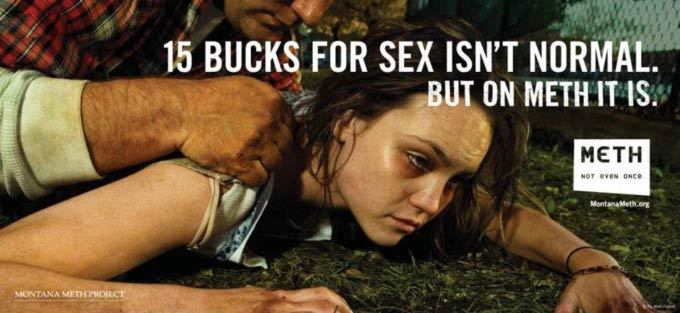 15 BUCKS FOR SEX ISN'T NORMAL.
BUT ON METH IT IS.
METH
NOT EVEN ONCE
MontanaMeth.org
MONTANA METH PROJECT